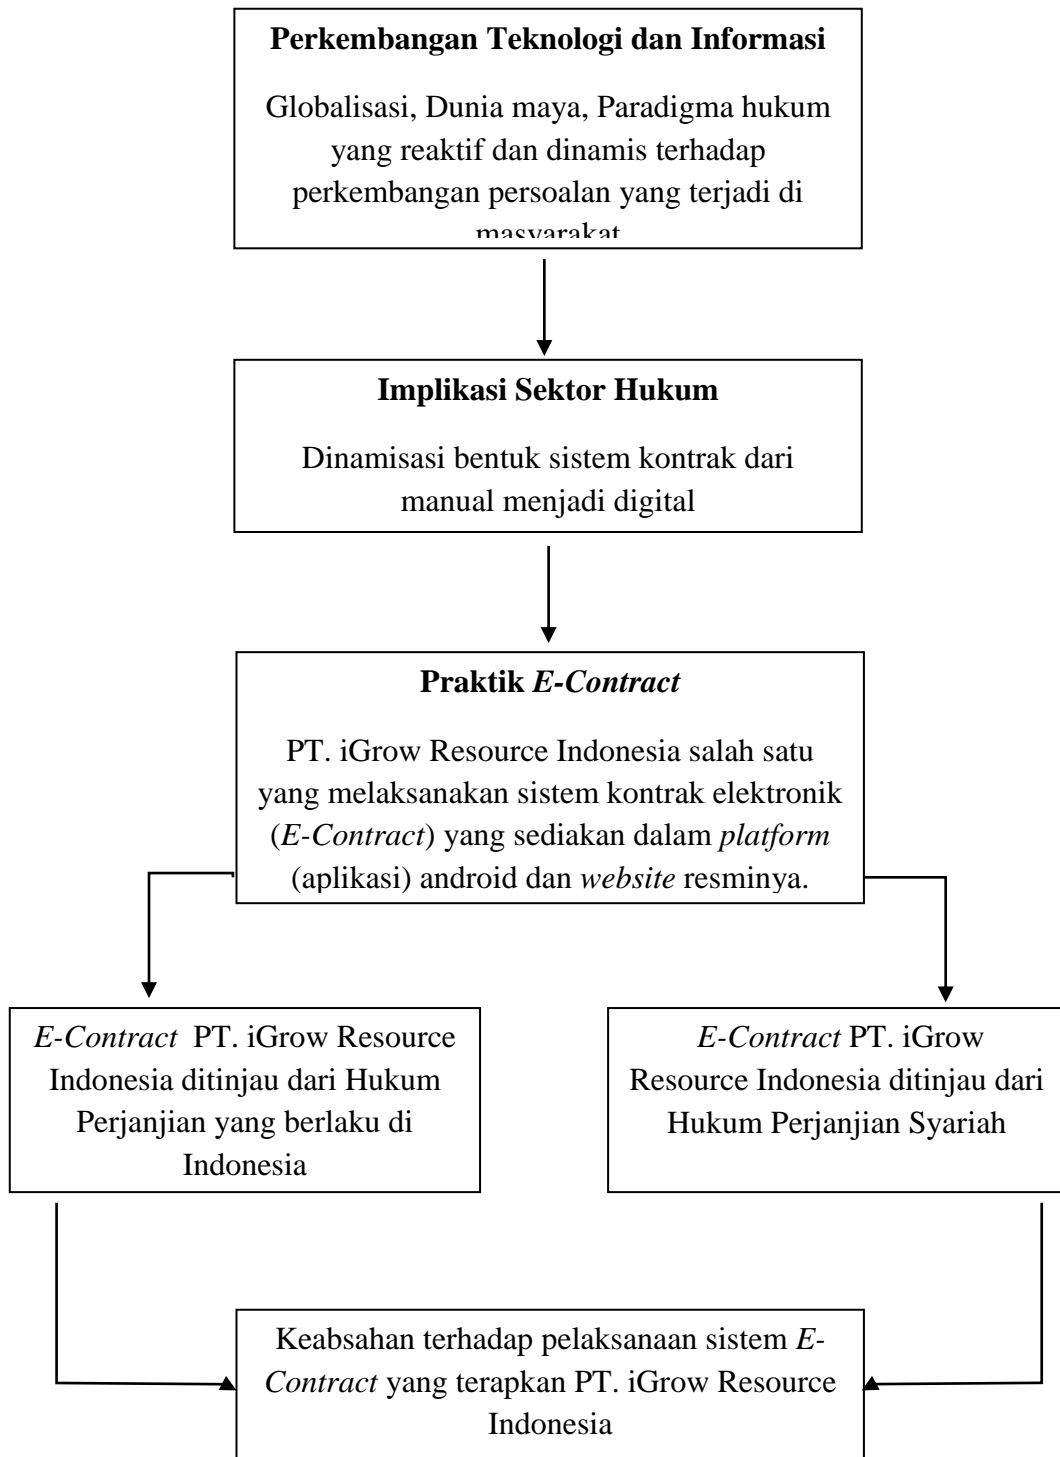 Perkembangan Teknologi dan Informasi
Globalisasi, Dunia maya, Paradigma hukum
yang reaktif dan dinamis terhadap
perkembangan persoalan yang terjadi di
masyarakat
Implikasi Sektor Hukum
Dinamisasi bentuk sistem kontrak dari
manual menjadi digital
Praktik E-Contract
PT. iGrow Resource Indonesia salah satu
yang melaksanakan sistem kontrak elektronik
(E-Contract) yang sediakan dalam platform
(aplikasi) android dan website resminya.
E-Contract PT. iGrow Resource
Indonesia ditinjau dari Hukum
Perjanjian yang berlaku di
Indonesia
E-Contract PT. iGrow
Resource Indonesia ditinjau dari
Hukum Perjanjian Syariah
Keabsahan terhadap pelaksanaan sistem E-
Contract yang terapkan PT. iGrow Resource
Indonesia